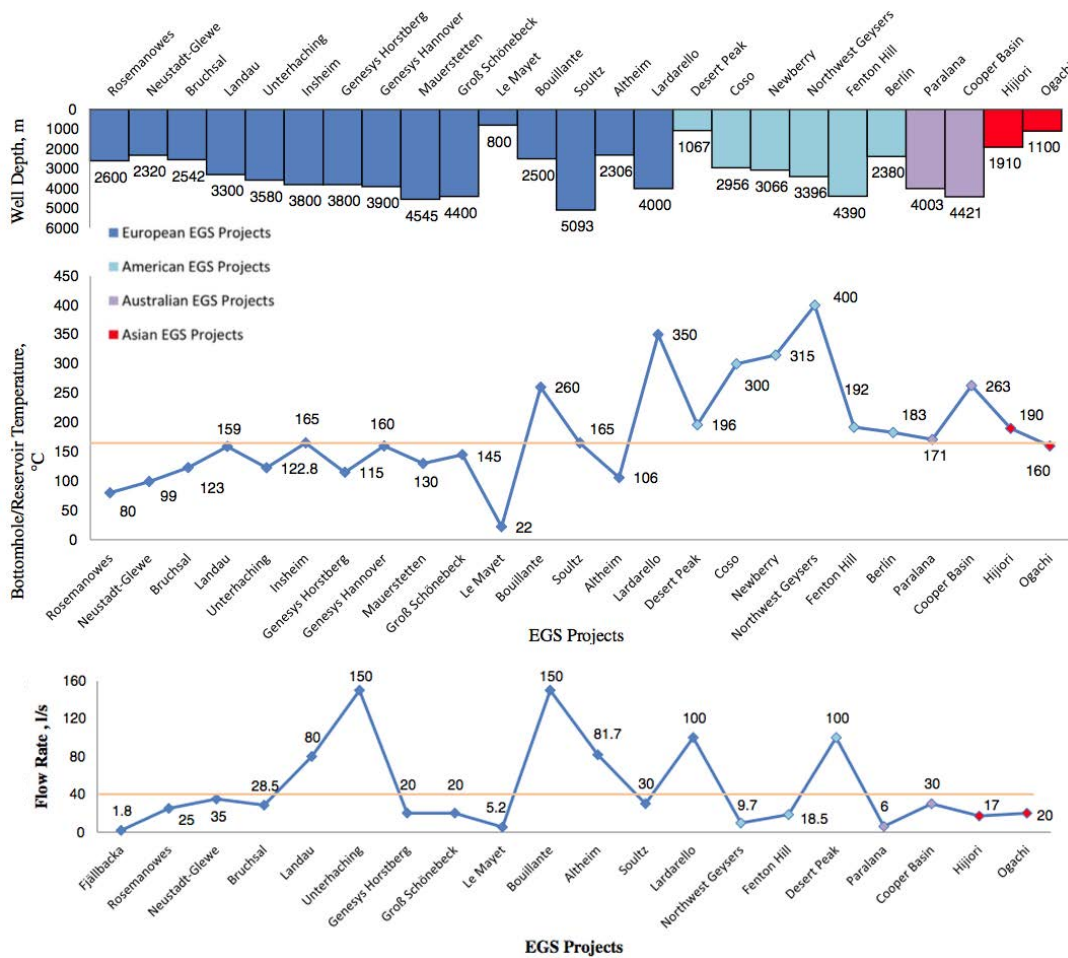 Rosemanowes
Neustadt-Glewe
Bruchsal
Landau
Unterhaching
Insheim
Genesys Horstberg
Genesys Hannover
Mauerstetten
Groß Schönebeck
Le Mayet
Bouillante
Soultz
Altheim
Lardarello
Desert Peak
Coso
Newberry
Northwest Geysers
Fenton Hill
Berlin
Paralana
Cooper Basin
Hijiori
Ogachi
Well Depth, m
0
1000
2000
3000
4000
5000
6000
2600
2320
2542
3300
3580
3800
3800
3900
4545
4400
800
2500
5093
2306
4000
1067
2956
3066
3396
4390
2380
4003
4421
1910
1100
European EGS Projects
American EGS Projects
Australian EGS Projects
Asian EGS Projects
Bottomhole/Reservoir Temperature,
°C
450
400
350
300
250
200
150
100
50
0
80
99
123
159
122.8
165
115
160
130
145
22
260
165
106
350
196
300
315
400
192
183
171
263
190
160
Rosemanowes
Neustadt-Glewe
Bruchsal
Landau
Unterhaching
Insheim
Genesys Horstberg
Genesys Hannover
Mauerstetten
Groß Schönebeck
Le Mayet
Bouillante
Soultz
Altheim
Lardarello
Desert Peak
Coso
Newberry
Northwest Geysers
Fenton Hill
Berlin
Paralana
Cooper Basin
Hijiori
Ogachi
EGS Projects
Flow Rate , l/s
160
120
80
40
0
1.8
25
35
28.5
80
150
20
20
5.2
150
81.7
30
100
9.7
18.5
100
6
30
17
20
Fjällbacka
Rosemanowes
Neustadt-Glewe
Bruchsal
Landau
Unterhaching
Genesys Horstberg
Groß Schönebeck
Le Mayet
Bouillante
Altheim
Soultz
Lardarello
Northwest Geysers
Fenton Hill
Desert Peak
Paralana
Cooper Basin
Hijiori
Ogachi
EGS Projects